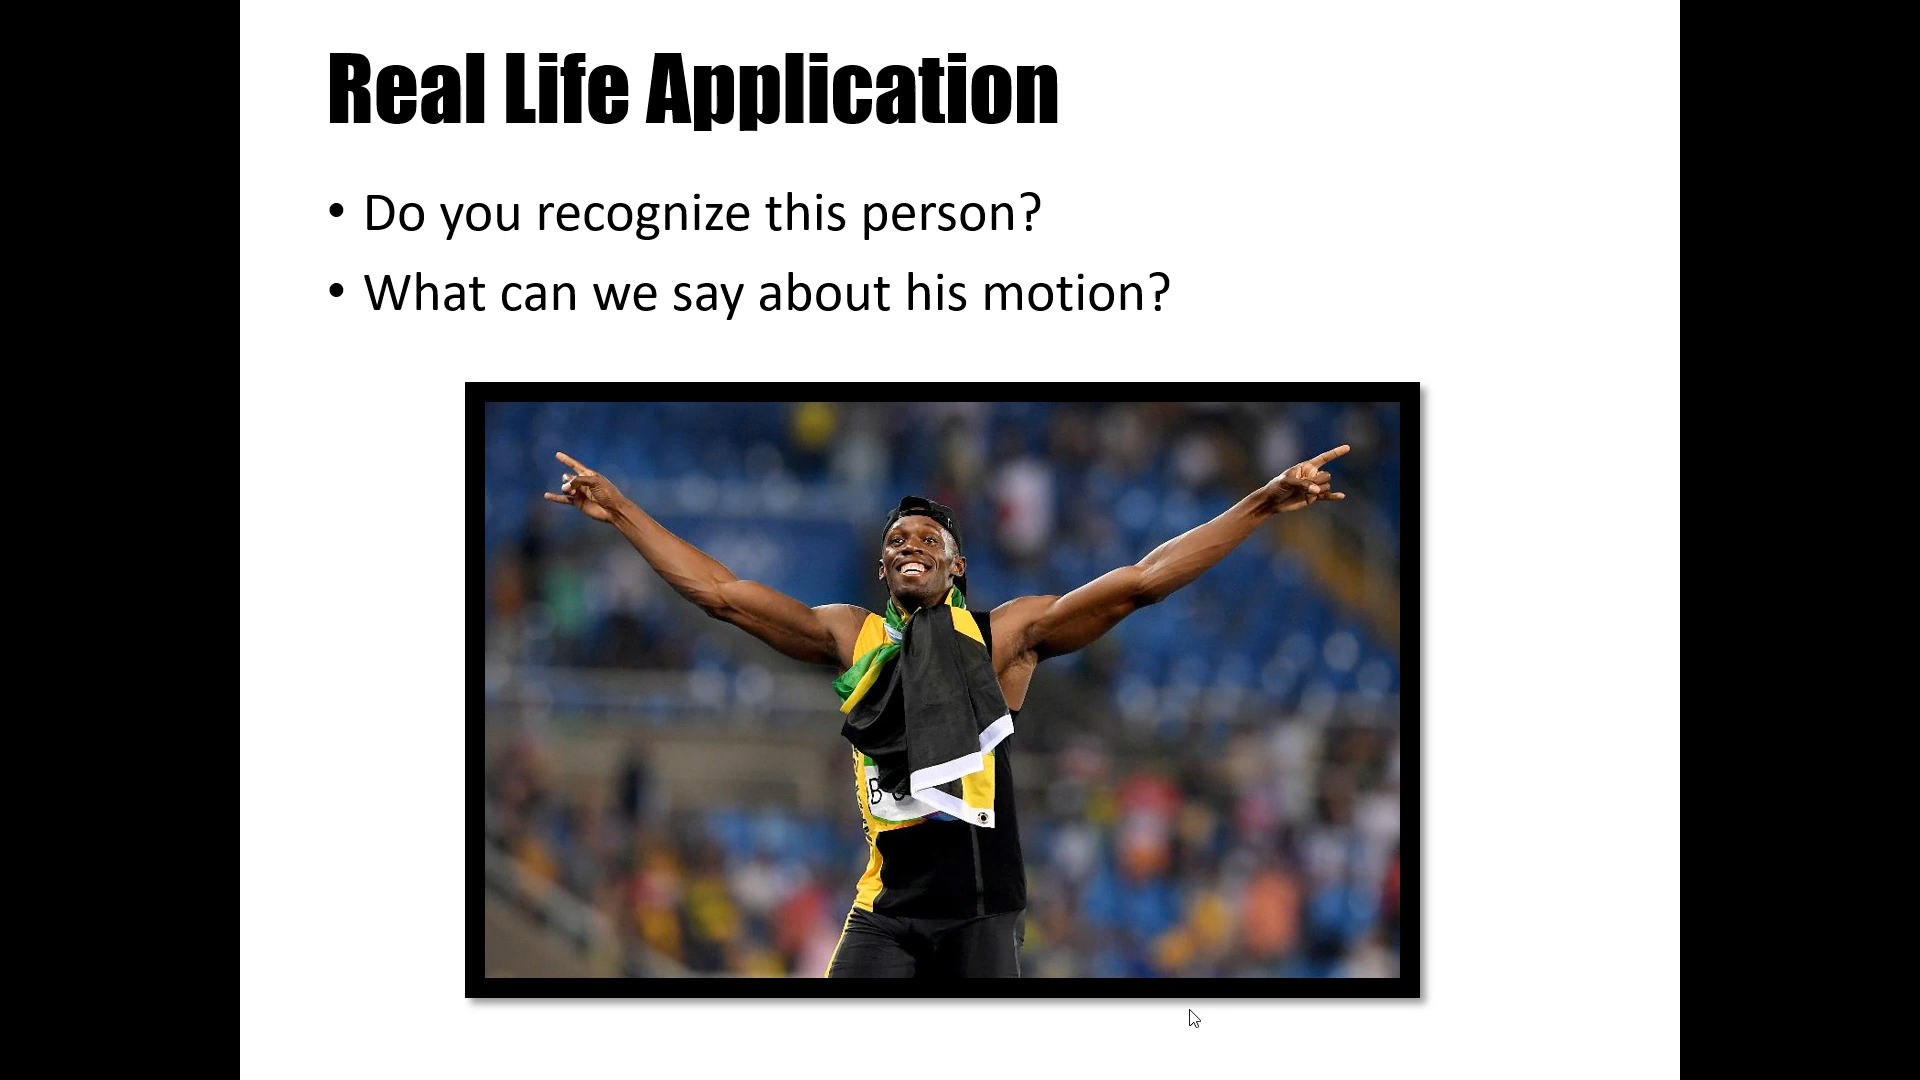 Real Life Application
• Do you recognize this person?
• What can we say about his motion?